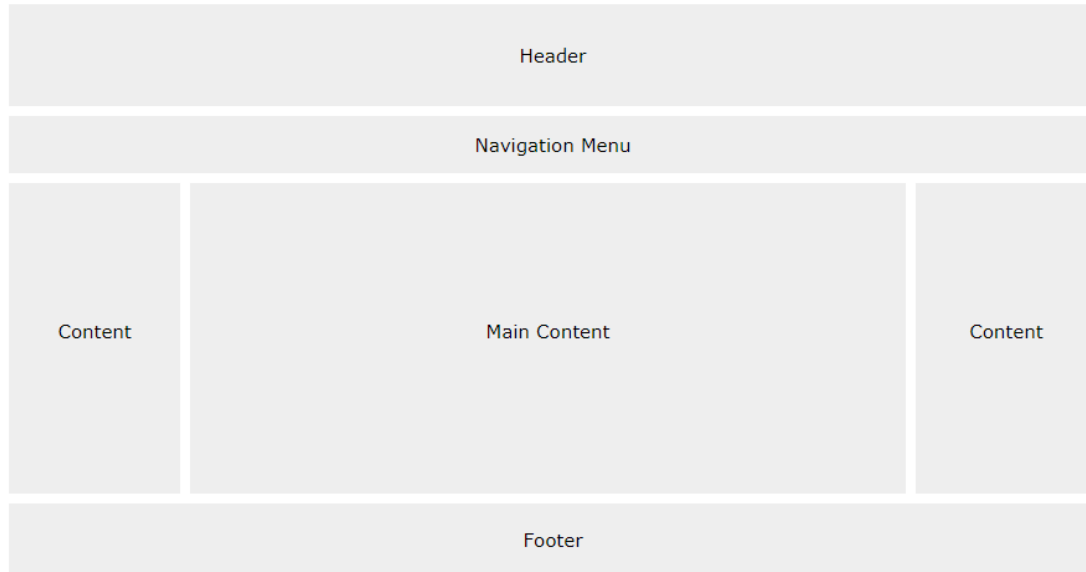 Header
Navigation Menu
Content
Main Content
Content
Footer